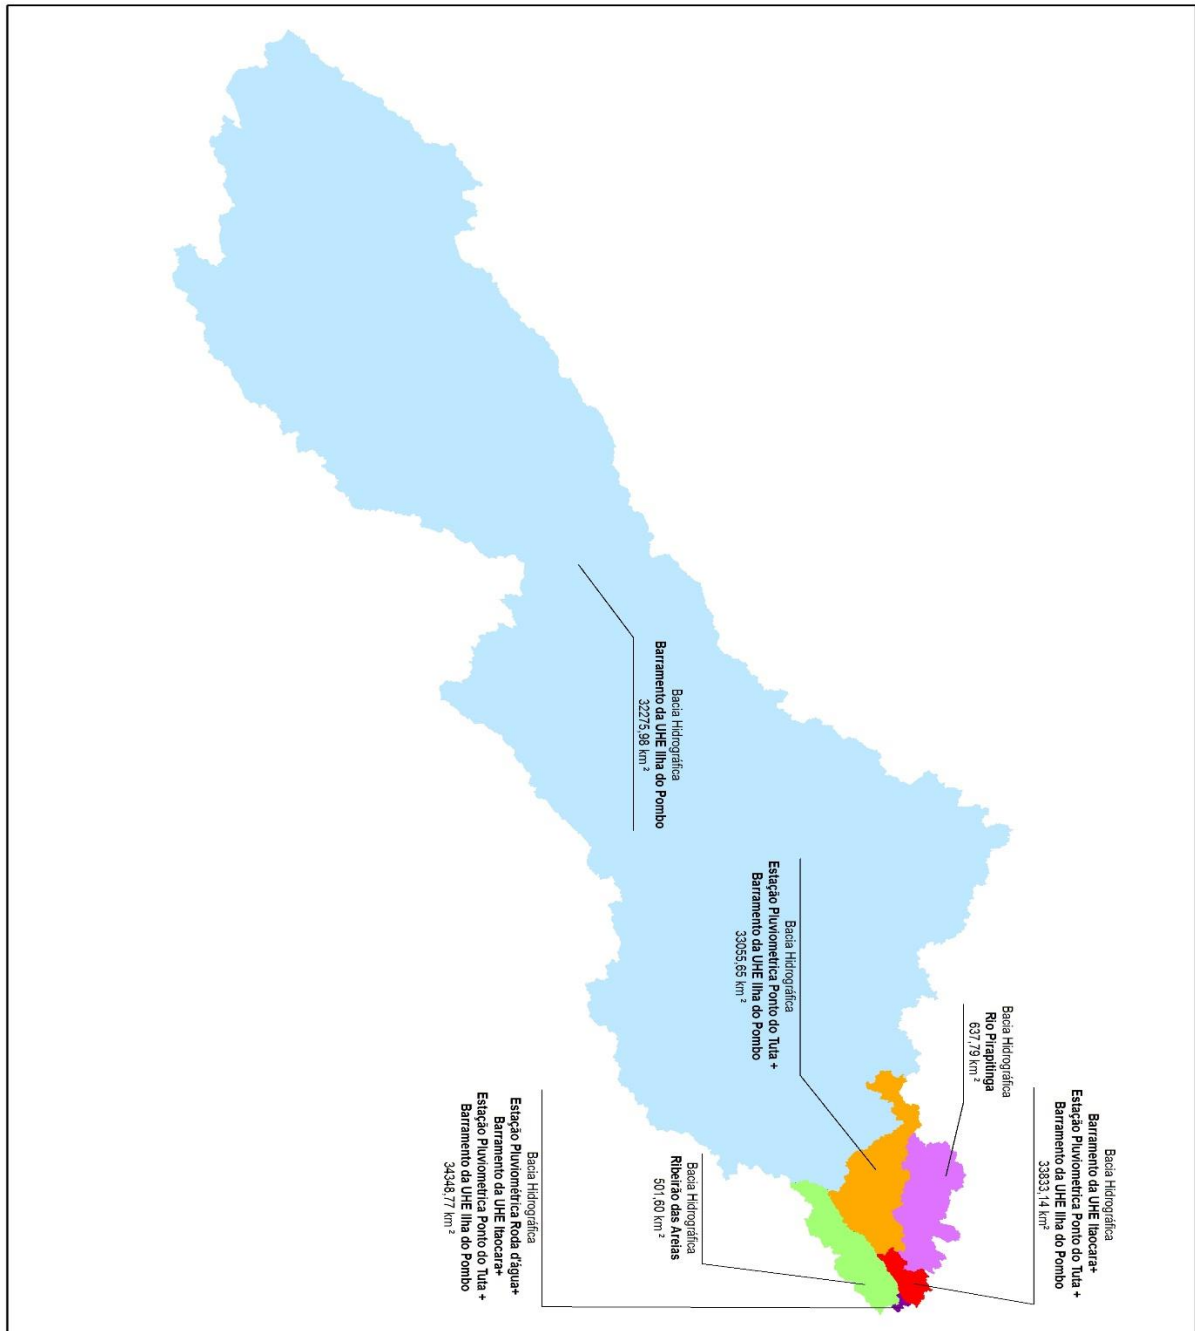 Bacia Hidrográfica
Barramento da UHE Ilha do Pombo
32275,98 km²
Bacia Hidrográfica
Estação Pluviometrica Ponto do Tuta +
Barramento da UHE Ilha do Pombo
33055,65 km²
Bacia Hidrográfica
Rio Pirapitinga
637,79 km²
Bacia Hidrográfica
Barramento da UHE Itaocara+
Estação Pluviometrica Ponto do Tuta +
Barramento da UHE Ilha do Pombo
33833,14 km²
Bacia Hidrográfica
Ribeirão das Areias
501,60 km²
Bacia Hidrográfica
Estação Pluviométrica Roda d'água+
Barramento da UHE Itaocara+
Estação Pluviometrica Ponto do Tuta +
Barramento da UHE Ilha do Pombo
34348,77 km²